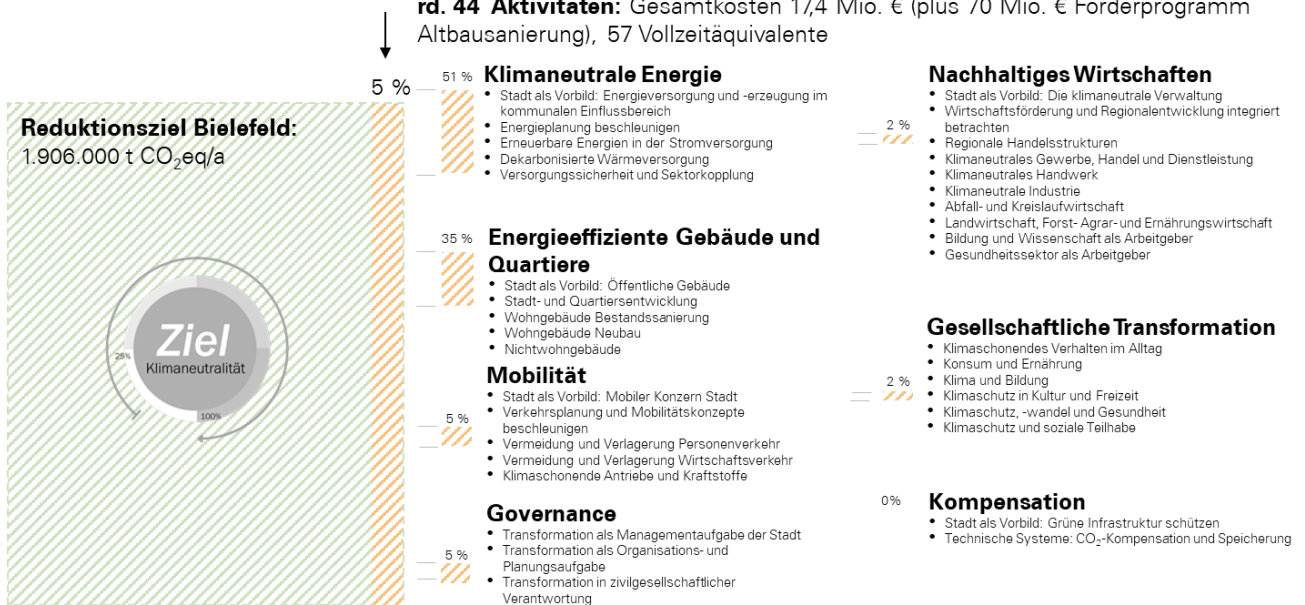 rd. 44 Aktivitäten: Gesamtkosten 17,4 Mio. € (plus 70 Mio. € Förderprogramm
Altbausanierung), 57 Vollzeitäquivalente
5 %
Reduktionsziel Bielefeld:
1.906.000 t CO₂eq/a
Ziel
Klimaneutralität
25%
100%
51 %
Klimaneutrale Energie
• Stadt als Vorbild: Energieversorgung und -erzeugung im
kommunalen Einflussbereich
• Energieplanung beschleunigen
• Erneuerbare Energien in der Stromversorgung
• Dekarbonisierte Wärmeversorgung
• Versorgungssicherheit und Sektorkopplung
35 %
Energieeffiziente Gebäude und
Quartiere
• Stadt als Vorbild: Öffentliche Gebäude
• Stadt- und Quartiersentwicklung
• Wohngebäude Bestandssanierung
• Wohngebäude Neubau
• Nichtwohngebäude
5 %
Mobilität
• Stadt als Vorbild: Mobiler Konzern Stadt
• Verkehrsplanung und Mobilitätskonzepte
beschleunigen
• Vermeidung und Verlagerung Personenverkehr
• Vermeidung und Verlagerung Wirtschaftsverkehr
• Klimaschonende Antriebe und Kraftstoffe
5 %
Governance
• Transformation als Managementaufgabe der Stadt
• Transformation als Organisations- und
Planungsaufgabe
• Transformation in zivilgesellschaftlicher
Verantwortung
2 %
Nachhaltiges Wirtschaften
• Stadt als Vorbild: Die klimaneutrale Verwaltung
• Wirtschaftsförderung und Regionalentwicklung integriert
betrachten
• Regionale Handelsstrukturen
• Klimaneutrales Gewerbe, Handel und Dienstleistung
• Klimaneutrales Handwerk
• Klimaneutrale Industrie
• Abfall- und Kreislaufwirtschaft
• Landwirtschaft, Forst- Agrar- und Ernährungswirtschaft
• Bildung und Wissenschaft als Arbeitgeber
• Gesundheitssektor als Arbeitgeber
2 %
Gesellschaftliche Transformation
• Klimaschonendes Verhalten im Alltag
• Konsum und Ernährung
• Klima und Bildung
• Klimaschutz in Kultur und Freizeit
• Klimaschutz, -wandel und Gesundheit
• Klimaschutz und soziale Teilhabe
0%
Kompensation
• Stadt als Vorbild: Grüne Infrastruktur schützen
• Technische Systeme: CO₂-Kompensation und Speicherung